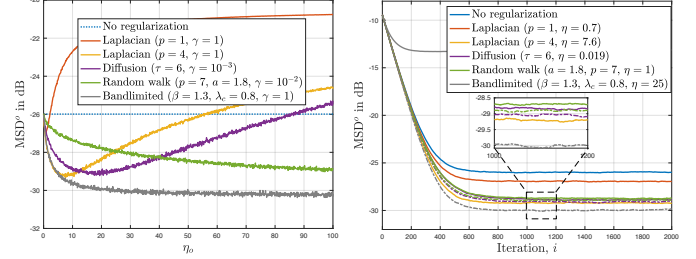 No regularization
Laplacian (p = 1, γ = 1)
Laplacian (p = 4, γ = 1)
Diffusion (τ = 6, γ = 10⁻³)
Random walk (p = 7, a = 1.8, γ = 10⁻²)
Bandlimited (β = 1.3, λ_c = 0.8, γ = 1)
MSDᵒ in dB
-22
-24
-26
-28
-30
-32
0 10 20 30 40 50 60 70 80 90 100
η_o
No regularization
Laplacian (p = 1, η = 0.7)
Laplacian (p = 4, η = 7.6)
Diffusion (τ = 6, η = 0.019)
Random walk (a = 1.8, p = 7, η = 1)
Bandlimited (β = 1.3, λ_c = 0.8, η = 25)
MSDᵒ in dB
-10
-15
-20
-25
-30
-28.5
-29
-29.5
-30
1000
1200
0 200 400 600 800 1000 1200 1400 1600 1800 2000
Iteration, i